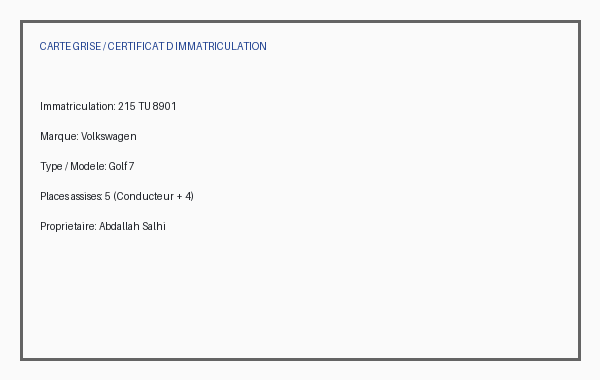 CARTE GRISE / CERTIFICAT D IMMATRICULATION
Immatriculation: 215 TU 8901
Marque: Volkswagen
Type / Modele: Golf 7
Places assises: 5 (Conducteur + 4)
Proprietaire: Abdallah Salhi